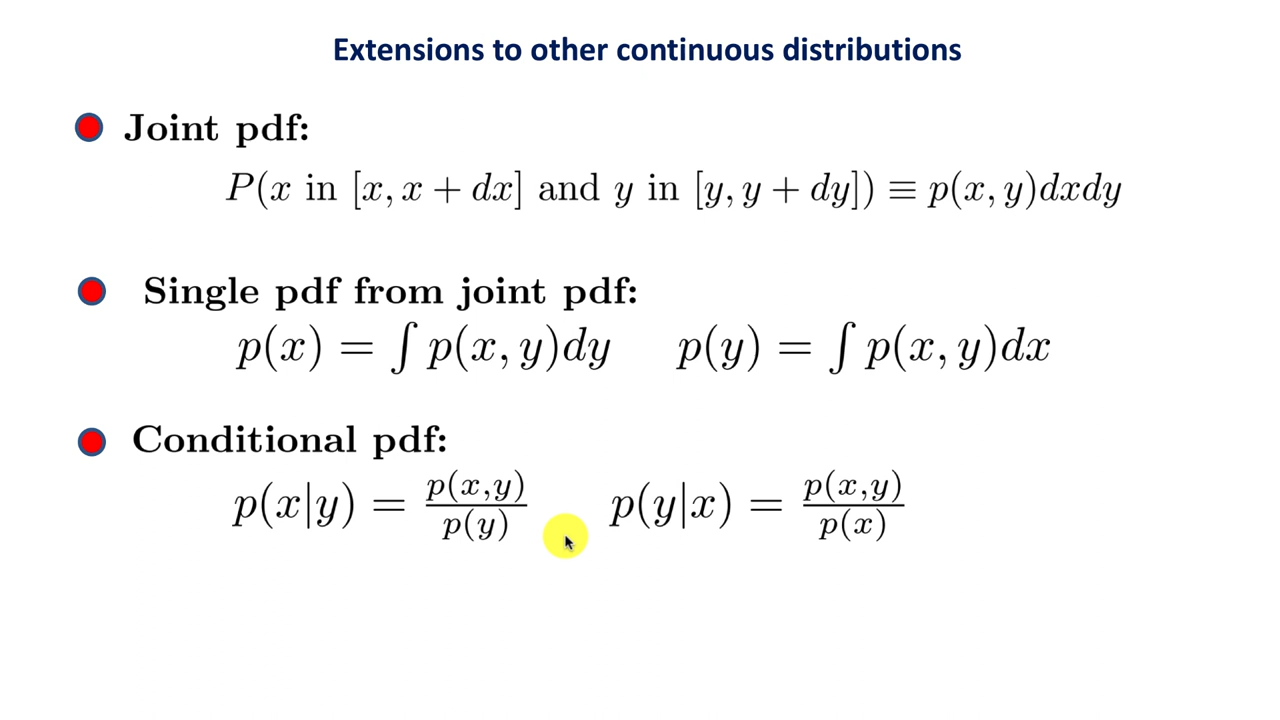 Extensions to other continuous distributions
Joint pdf:
P(x in [x, x + dx] and y in [y, y + dy]) ≡ p(x, y)dxdy
Single pdf from joint pdf:
p(x) = ∫ p(x, y)dy p(y) = ∫ p(x, y)dx
Conditional pdf:
p(x|y) = p(x,y)/p(y) p(y|x) = p(x,y)/p(x)